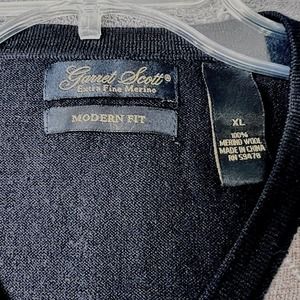 Garret Scott®
Extra Fine Merino
MODERN FIT
XL
100%
MERINO WOOL
MADE IN CHINA
RN 59478